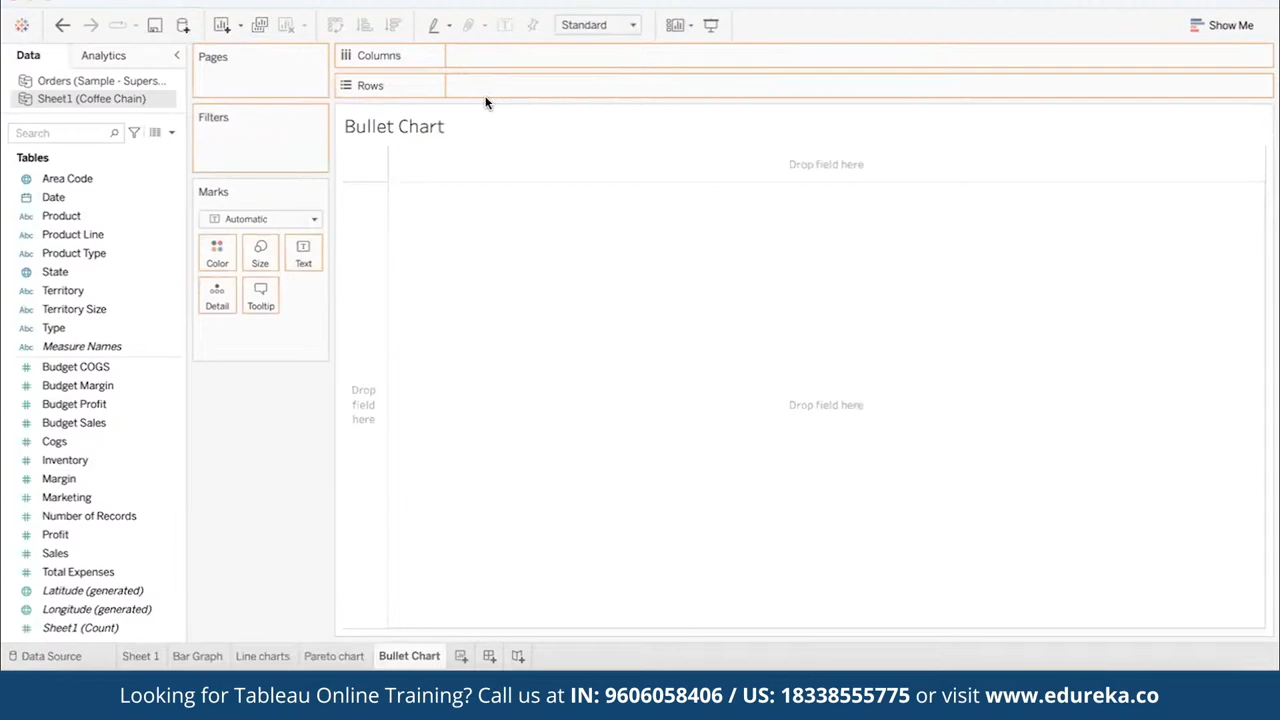 Standard
Show Me
Data
Analytics
Pages
Columns
Rows
Orders (Sample - Supers...
Sheet1 (Coffee Chain)
Filters
Search
Bullet Chart
Tables
Drop field here
Area Code
Date
Product
Product Line
Product Type
State
Territory
Territory Size
Type
Measure Names
Marks
Automatic
Color
Size
Text
Detail
Tooltip
Budget COGS
Budget Margin
Budget Profit
Budget Sales
Cogs
Inventory
Margin
Marketing
Number of Records
Profit
Sales
Total Expenses
Latitude (generated)
Longitude (generated)
Sheet1 (Count)
Drop
field
here
Drop field here
Data Source
Sheet 1
Bar Graph
Line charts
Pareto chart
Bullet Chart
Looking for Tableau Online Training? Call us at IN: 9606058406 / US: 18338555775 or visit www.edureka.co